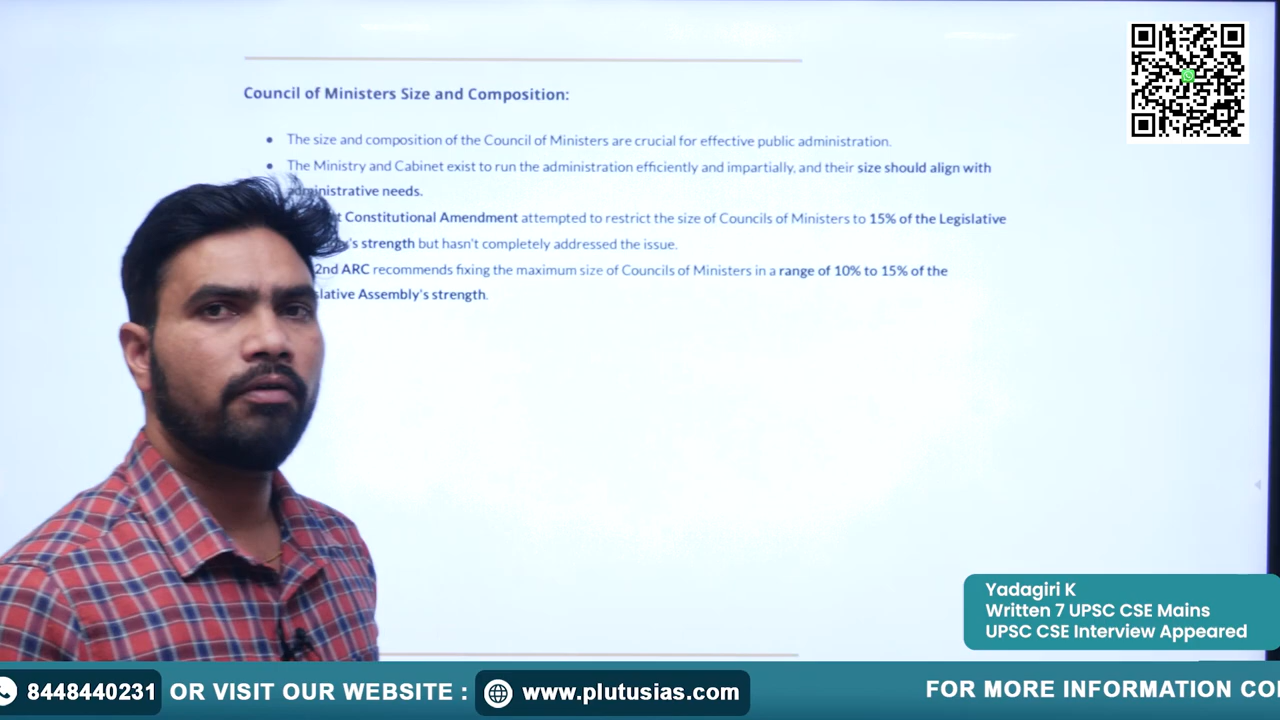 Council of Ministers Size and Composition:
The size and composition of the Council of Ministers are crucial for effective public administration.
The Ministry and Cabinet exist to run the administration efficiently and impartially, and their size should align with
administrative needs.
Constitutional Amendment attempted to restrict the size of Councils of Ministers to 15% of the Legislative
strength but hasn't completely addressed the issue.
2nd ARC recommends fixing the maximum size of Councils of Ministers in a range of 10% to 15% of the
Assembly's strength.
Yadagiri K
Written 7 UPSC CSE Mains
UPSC CSE Interview Appeared
8448440231 OR VISIT OUR WEBSITE : www.plutusias.com FOR MORE INFORMATION